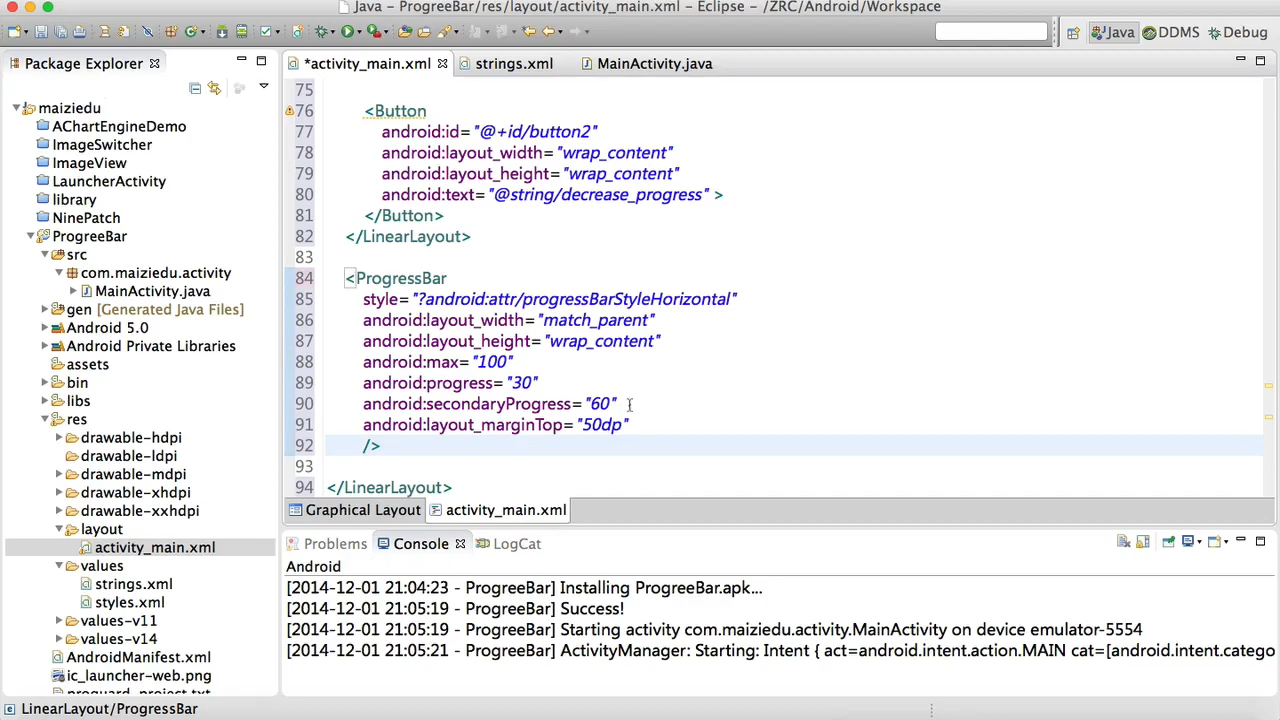 Java - ProgreeBar/res/layout/activity_main.xml - Eclipse - /ZRC/Android/Workspace
Java DDMS Debug
Package Explorer
maiziedu
AChartEngineDemo
ImageSwitcher
ImageView
LauncherActivity
library
NinePatch
ProgreeBar
src
com.maiziedu.activity
MainActivity.java
gen [Generated Java Files]
Android 5.0
Android Private Libraries
assets
bin
libs
res
drawable-hdpi
drawable-ldpi
drawable-mdpi
drawable-xhdpi
drawable-xxhdpi
layout
activity_main.xml
values
strings.xml
styles.xml
values-v11
values-v14
AndroidManifest.xml
ic_launcher-web.png
proguard_project.txt
*activity_main.xml strings.xml MainActivity.java
75
76 <Button
77 android:id="@+id/button2"
78 android:layout_width="wrap_content"
79 android:layout_height="wrap_content"
80 android:text="@string/decrease_progress" >
81 </Button>
82 </LinearLayout>
83
84 <ProgressBar
85 style="?android:attr/progressBarStyleHorizontal"
86 android:layout_width="match_parent"
87 android:layout_height="wrap_content"
88 android:max="100"
89 android:progress="30"
90 android:secondaryProgress="60"
91 android:layout_marginTop="50dp"
92 />
93
94 </LinearLayout>
Graphical Layout activity_main.xml
Problems Console LogCat
Android
[2014-12-01 21:04:23 - ProgreeBar] Installing ProgreeBar.apk...
[2014-12-01 21:05:19 - ProgreeBar] Success!
[2014-12-01 21:05:19 - ProgreeBar] Starting activity com.maiziedu.activity.MainActivity on device emulator-5554
[2014-12-01 21:05:21 - ProgreeBar] ActivityManager: Starting: Intent { act=android.intent.action.MAIN cat=[android.intent.catego
LinearLayout/ProgressBar